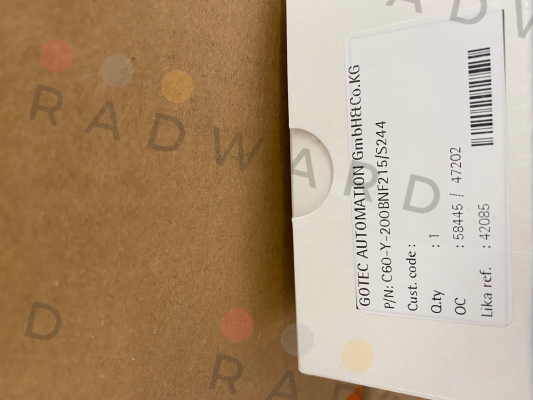 GOTEC AUTOMATION GmbH&Co.KG
P/N: C60-Y-200BNF215/S244
Cust. code :
Q.ty : 1
OC : 58445 / 47202
Lika ref. : 42085
RADWARD
RADWARD
D
RAD